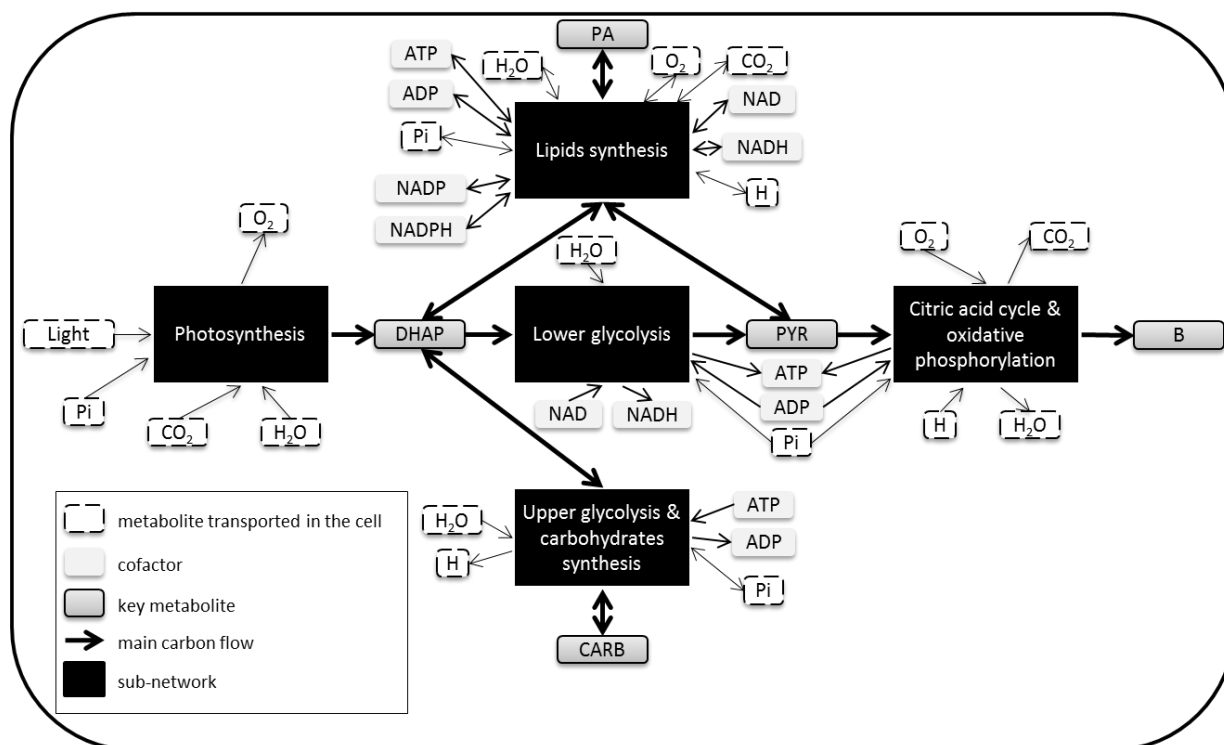 PA
ATP
H₂O
O₂
CO₂
ADP
NAD
Pi
Lipids synthesis
NADH
NADP
H
NADPH
O₂
H₂O
O₂
CO₂
Light
Photosynthesis
DHAP
Lower glycolysis
PYR
Citric acid cycle &
oxidative
phosphorylation
B
ATP
Pi
CO₂
H₂O
NAD
NADH
ADP
Pi
H
H₂O
metabolite transported in the cell
cofactor
key metabolite
main carbon flow
sub-network
H₂O
H
Upper glycolysis &
carbohydrates
synthesis
ATP
ADP
Pi
CARB